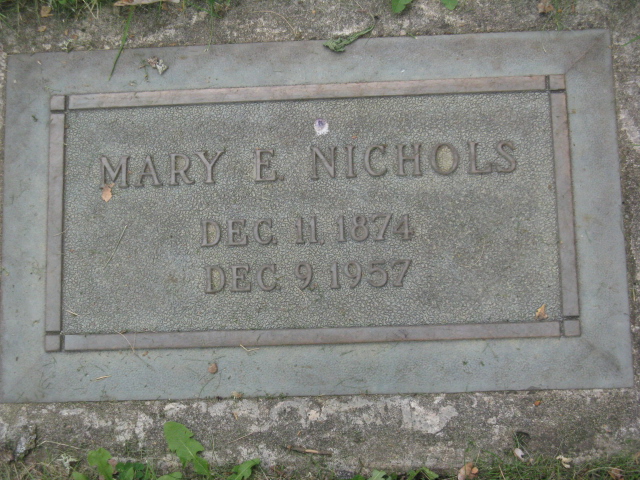 MARY E. NICHOLS
DEC. 11, 1874
DEC. 9, 1957